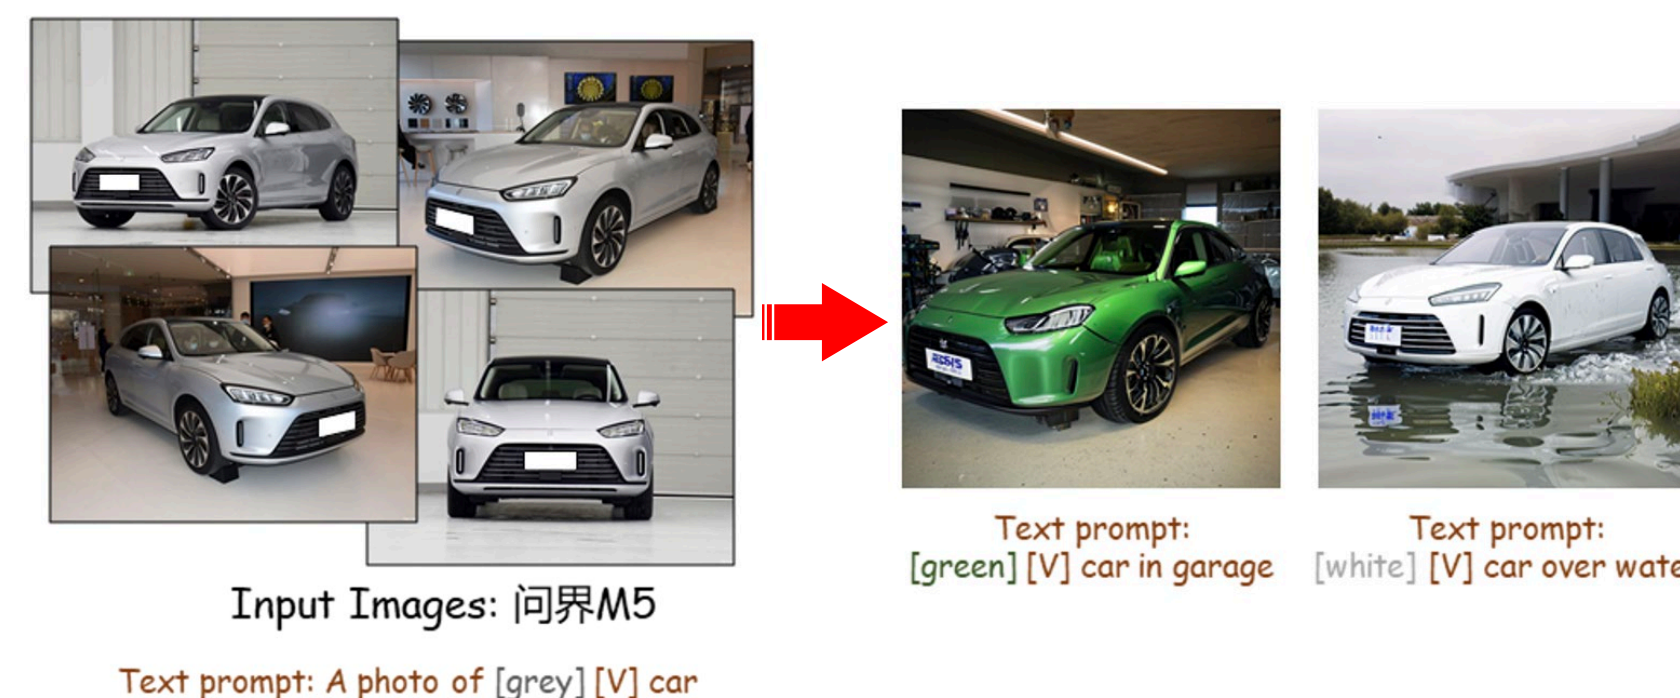 Input Images: 问界M5
Text prompt: A photo of [grey] [V] car
Text prompt:
[green] [V] car in garage
Text prompt:
[white] [V] car over wate